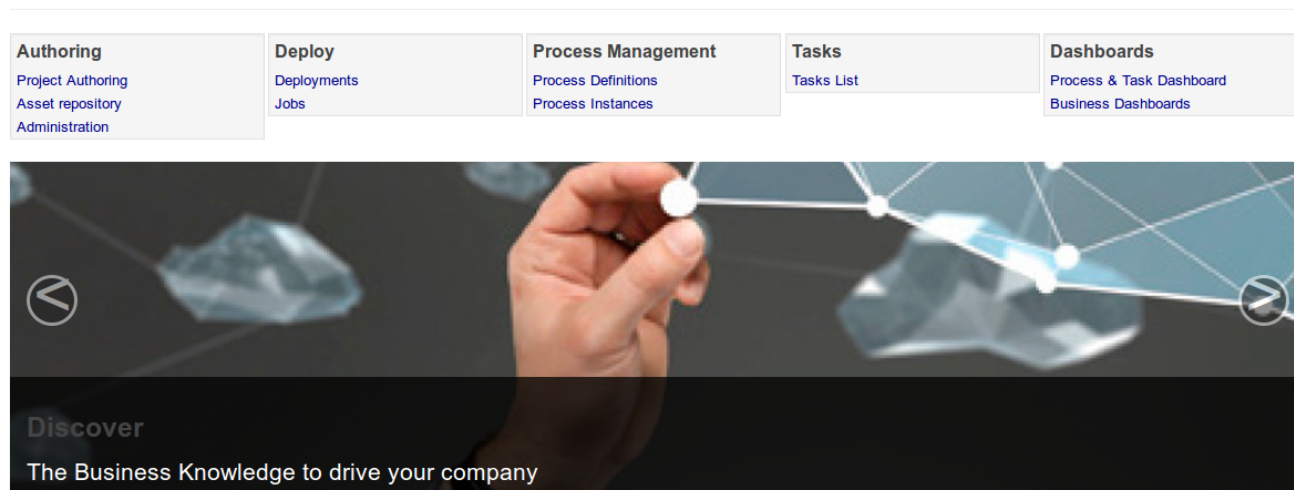 Authoring
Project Authoring
Asset repository
Administration
Deploy
Deployments
Jobs
Process Management
Process Definitions
Process Instances
Tasks
Tasks List
Dashboards
Process & Task Dashboard
Business Dashboards
<
>
Discover
The Business Knowledge to drive your company